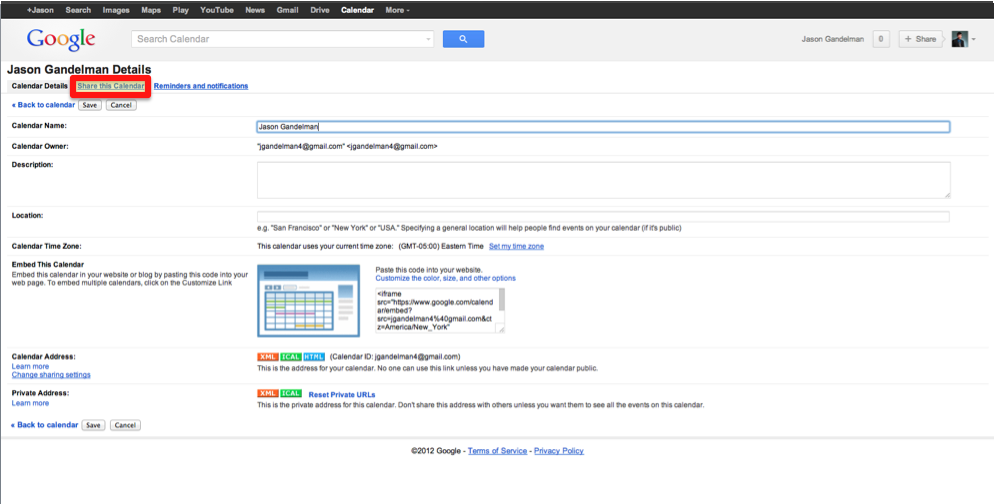 +Jason Search Images Maps Play YouTube News Gmail Drive Calendar More -
Google Search Calendar Jason Gandelman 0 + Share
Jason Gandelman Details
Calendar Details Share this Calendar Reminders and notifications
« Back to calendar Save Cancel
Calendar Name: Jason Gandelman
Calendar Owner: "jgandelman4@gmail.com" <jgandelman4@gmail.com>
Description:
Location:
e.g. "San Francisco" or "New York" or "USA." Specifying a general location will help people find events on your calendar (if it's public)
Calendar Time Zone: This calendar uses your current time zone: (GMT-05:00) Eastern Time Set my time zone
Embed This Calendar
Embed this calendar in your website or blog by pasting this code into your
web page. To embed multiple calendars, click on the Customize Link
Paste this code into your website.
Customize the color, size, and other options
<iframe
src="https://www.google.com/calend
ar/embed?
src=jgandelman4%40gmail.com&ct
z=America/New_York"
Calendar Address: XML ICAL HTML (Calendar ID: jgandelman4@gmail.com)
Learn more
Change sharing settings
This is the address for your calendar. No one can use this link unless you have made your calendar public.
Private Address: XML ICAL Reset Private URLs
Learn more
This is the private address for this calendar. Don't share this address with others unless you want them to see all the events on this calendar.
« Back to calendar Save Cancel
©2012 Google - Terms of Service - Privacy Policy